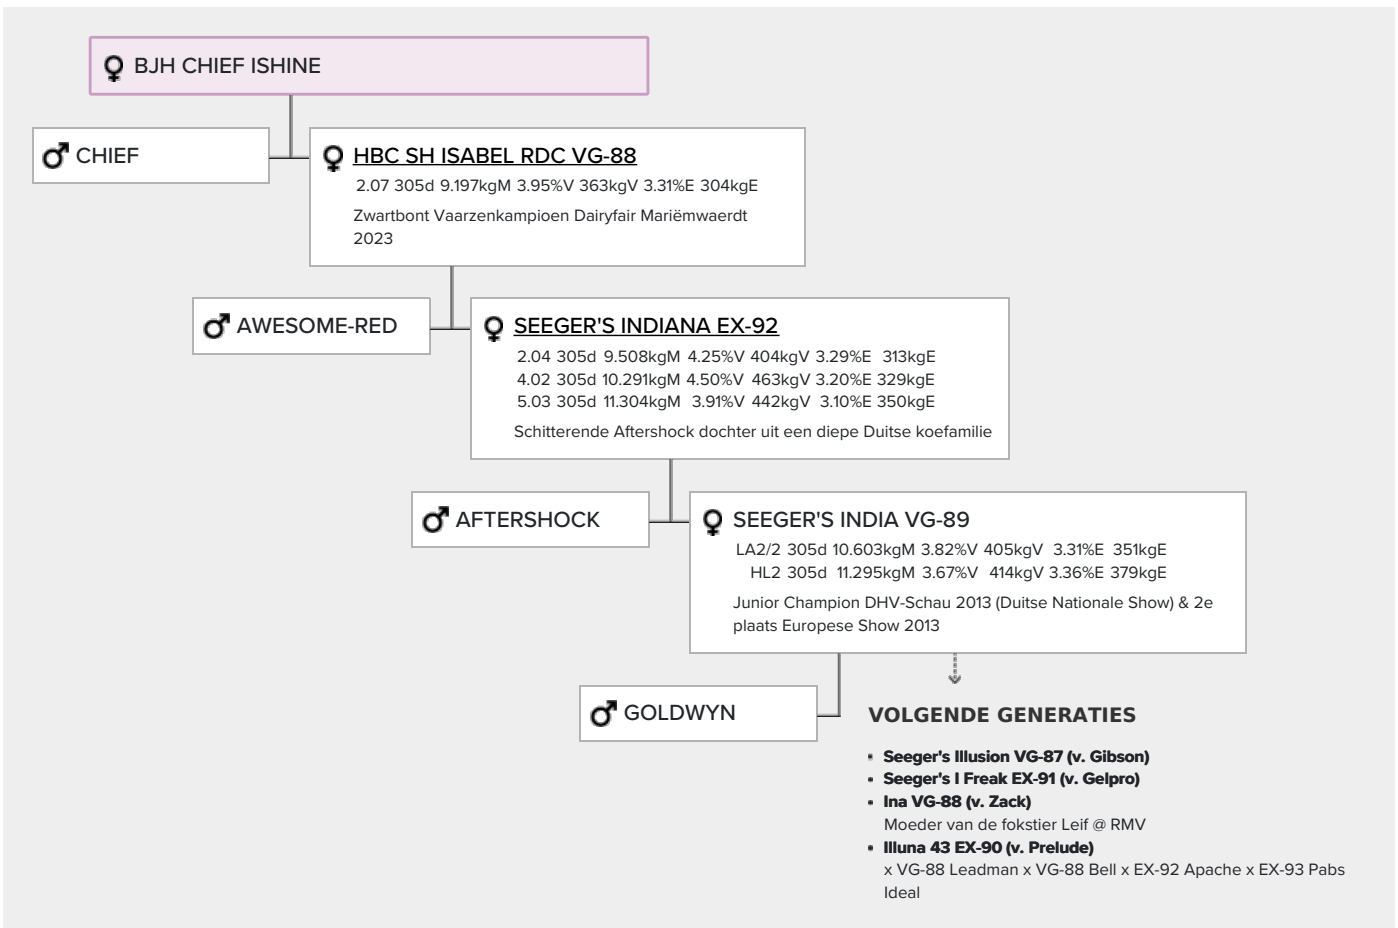 BJH CHIEF ISHINE
CHIEF
HBC SH ISABEL RDC VG-88
2.07 305d 9.197kgM 3.95%V 363kgV 3.31%E 304kgE
Zwartbont Vaarzenkampioen Dairyfair Mariëmwaerdt
2023
AWESOME-RED
SEEGER'S INDIANA EX-92
2.04 305d 9.508kgM 4.25%V 404kgV 3.29%E 313kgE
4.02 305d 10.291kgM 4.50%V 463kgV 3.20%E 329kgE
5.03 305d 11.304kgM 3.91%V 442kgV 3.10%E 350kgE
Schitterende Aftershock dochter uit een diepe Duitse koefamilie
AFTERSHOCK
SEEGER'S INDIA VG-89
LA2/2 305d 10.603kgM 3.82%V 405kgV 3.31%E 351kgE
HL2 305d 11.295kgM 3.67%V 414kgV 3.36%E 379kgE
Junior Champion DHV-Schau 2013 (Duitse Nationale Show) & 2e
plaats Europese Show 2013
GOLDWYN
VOLGENDE GENERATIES
Seeger's Illusion VG-87 (v. Gibson)
Seeger's I Freak EX-91 (v. Gelpro)
Ina VG-88 (v. Zack)
Moeder van de fokstier Leif @ RMV
Illuna 43 EX-90 (v. Prelude)
x VG-88 Leadman x VG-88 Bell x EX-92 Apache x EX-93 Pabs
Ideal